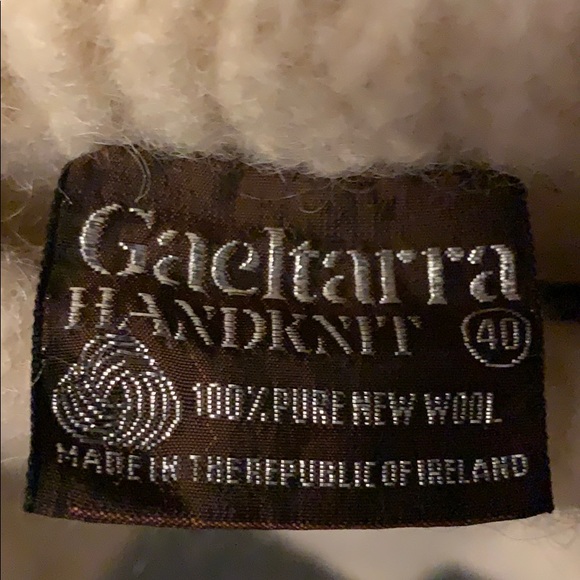 Gaeltarra
HANDKNIT 40
100% PURE NEW WOOL
MADE IN THE REPUBLIC OF IRELAND